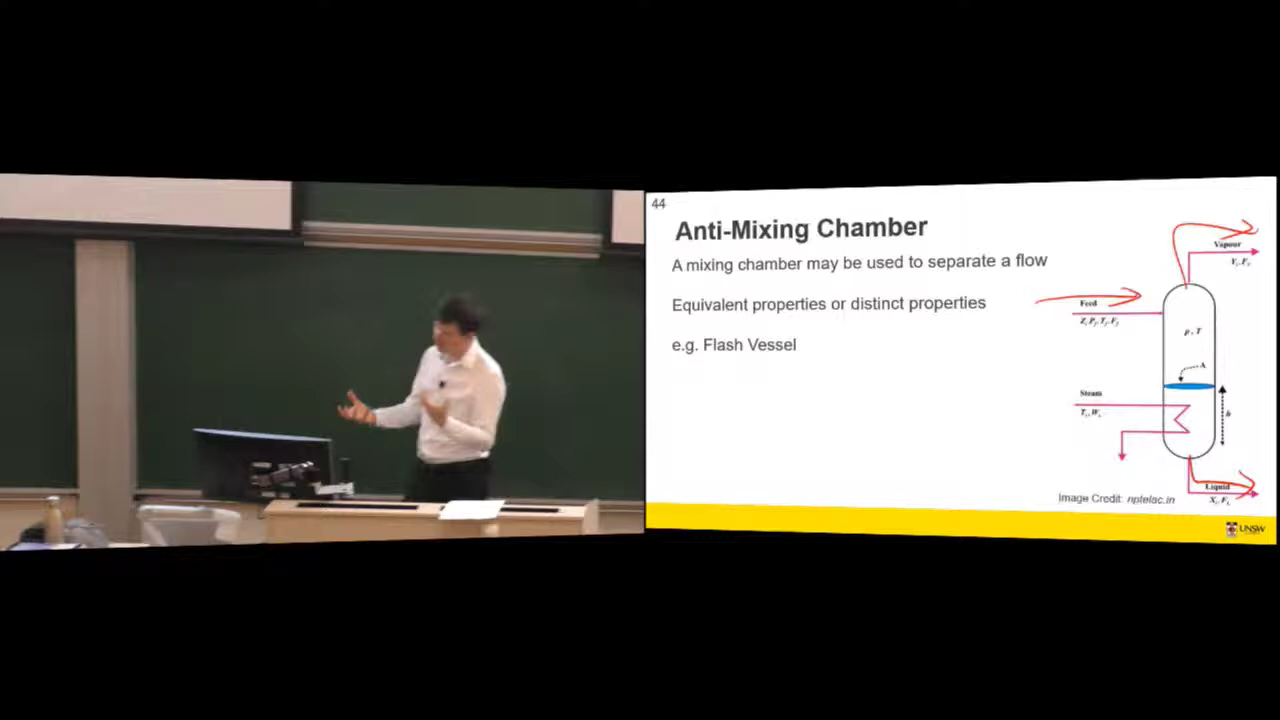 44
Anti-Mixing Chamber
A mixing chamber may be used to separate a flow
Equivalent properties or distinct properties
e.g. Flash Vessel
Vapour
Feed
P, T
A
Steam
h
Liquid
Image Credit: nptelac.in
UNSW